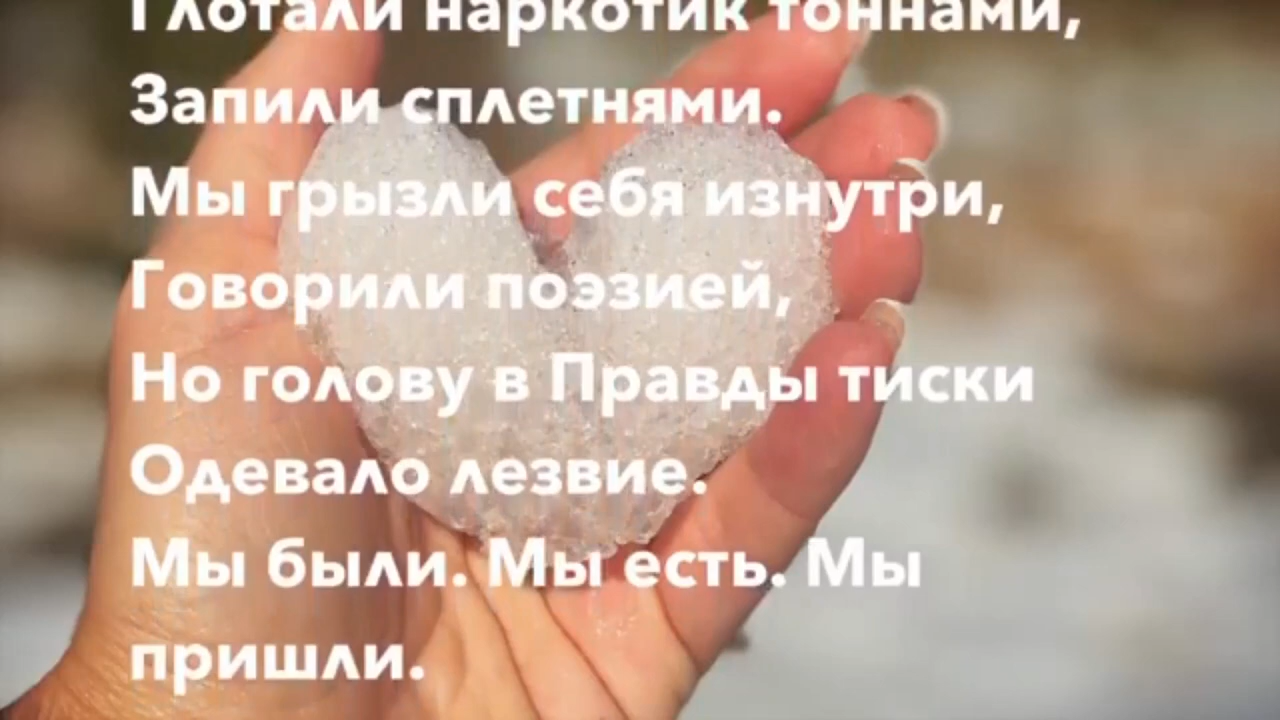 Глотали наркотик тоннами,
Запили сплетнями.
Мы грызли себя изнутри,
Говорили поэзией,
Но голову в Правды тиски
Одевало лезвие.
Мы были. Мы есть. Мы
пришли.